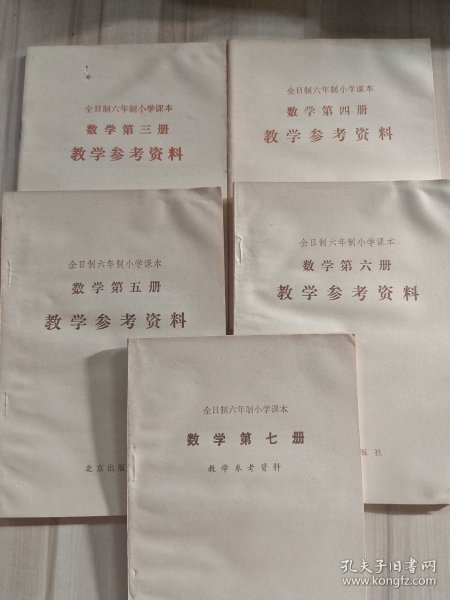 全日制六年制小学课本
数学第三册
教学参考资料
全日制六年制小学课本
数学第四册
教学参考资料
全日制六年制小学课本
数学第五册
教学参考资料
北京出版
全日制六年制小学课本
数学第六册
教学参考资料
版社
全日制六年制小学课本
数学第七册
教学参考资料
孔夫子旧书网
www.kongfz.com